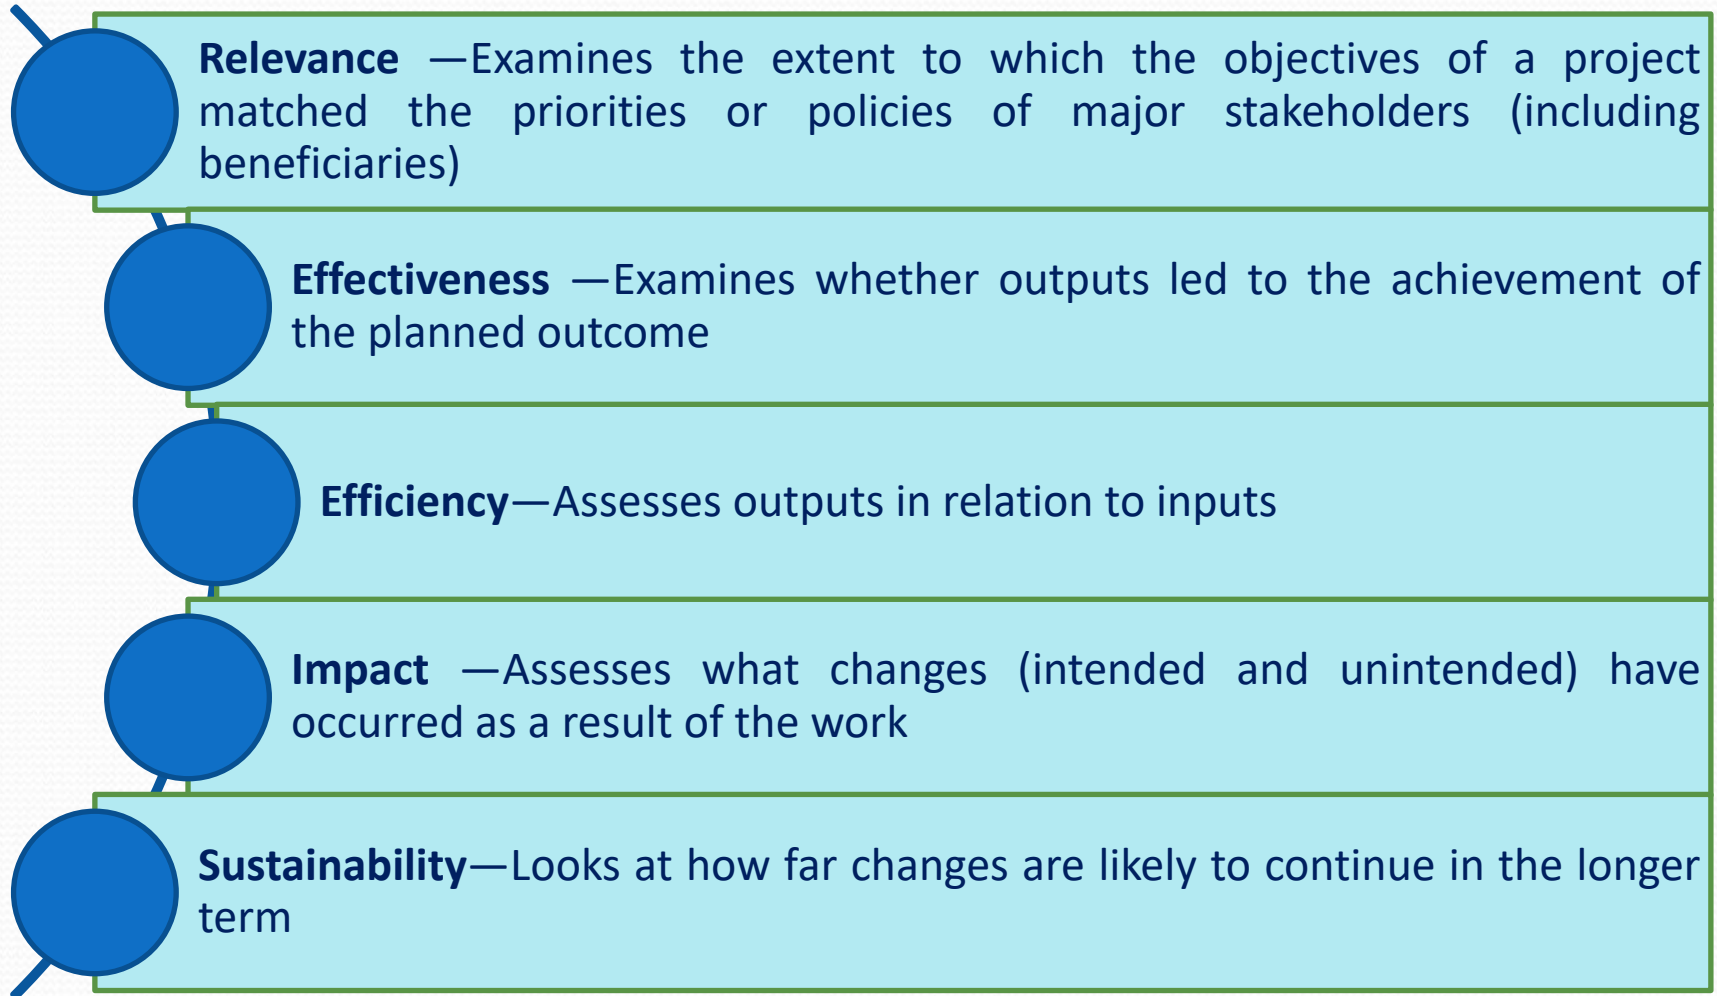 Relevance —Examines the extent to which the objectives of a project
matched the priorities or policies of major stakeholders (including
beneficiaries)
Effectiveness —Examines whether outputs led to the achievement of
the planned outcome
Efficiency—Assesses outputs in relation to inputs
Impact —Assesses what changes (intended and unintended) have
occurred as a result of the work
Sustainability—Looks at how far changes are likely to continue in the longer
term